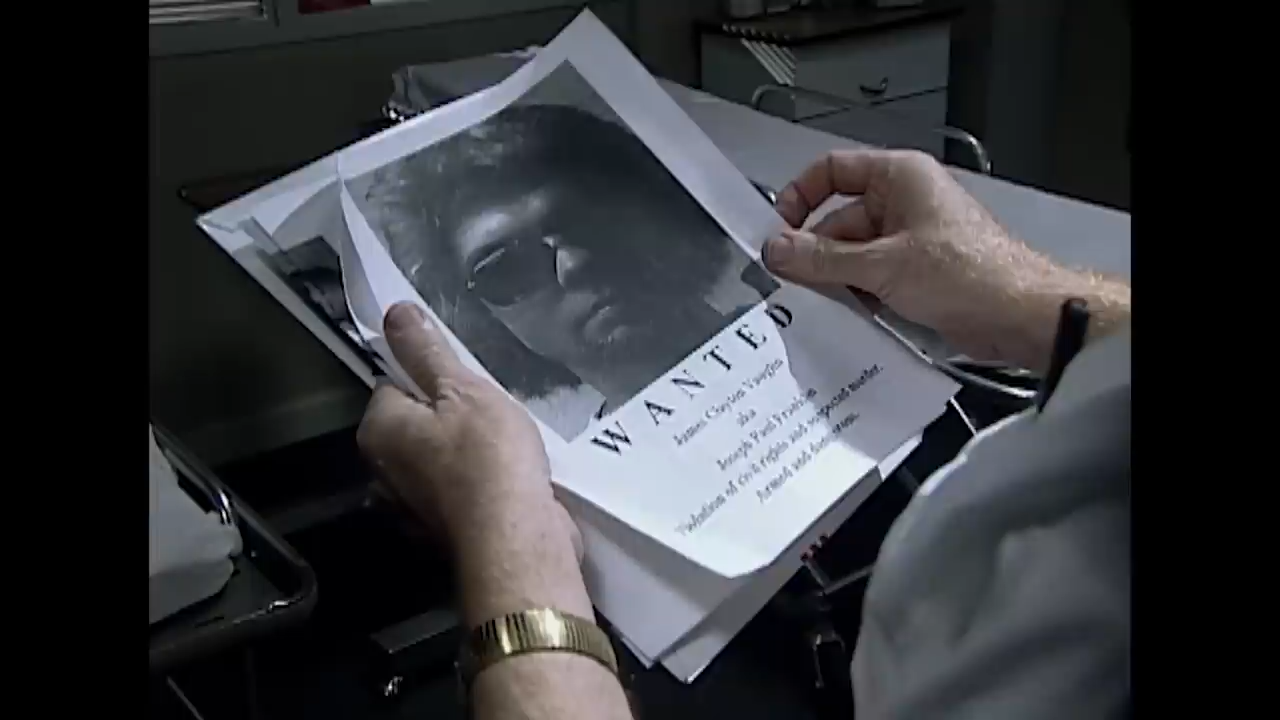 WANTED
James Clayton Vaughn
aka
Joseph Paul Franklin
Violation of civil rights and suspected murder.
Armed and dangerous.